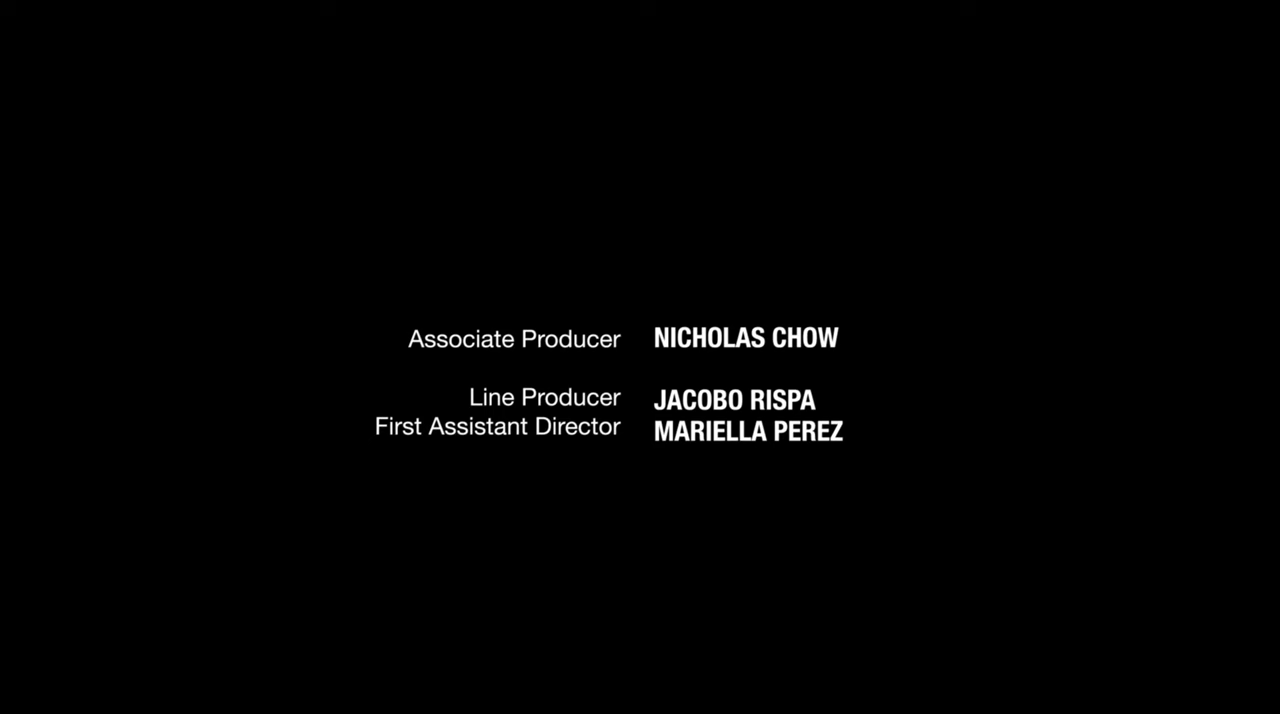 Associate Producer NICHOLAS CHOW
Line Producer JACOBO RISPA
First Assistant Director MARIELLA PEREZ